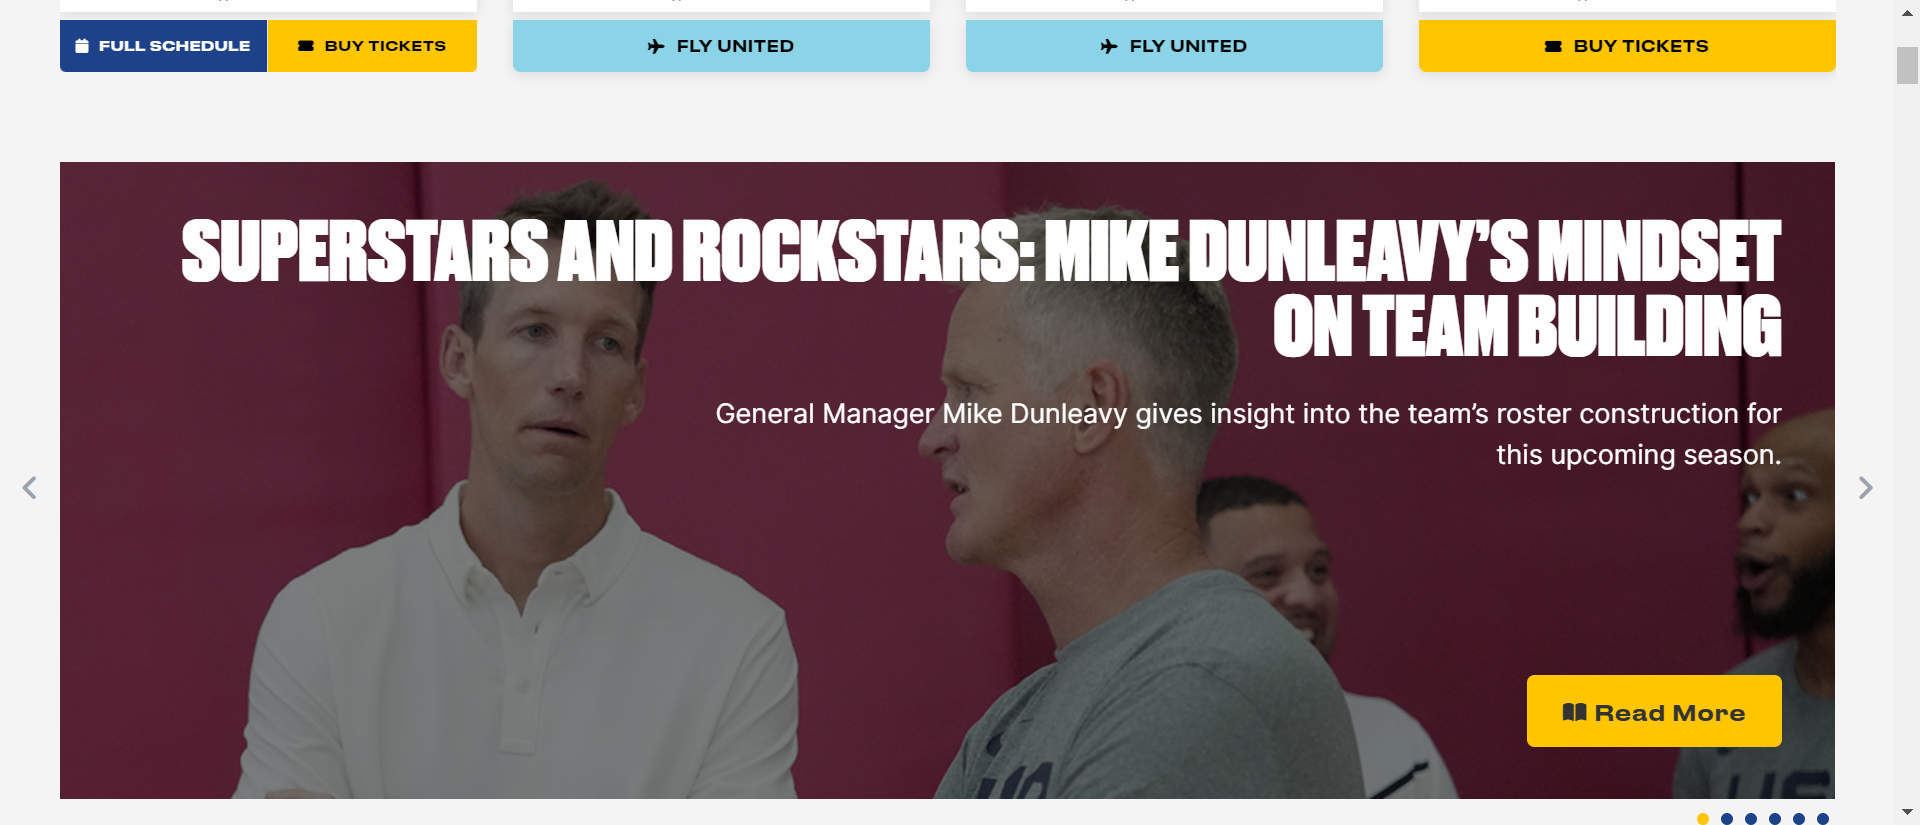 FULL SCHEDULE
BUY TICKETS
FLY UNITED
FLY UNITED
BUY TICKETS
SUPERSTARS AND ROCKSTARS: MIKE DUNLEAVY’S MINDSET
ON TEAM BUILDING
General Manager Mike Dunleavy gives insight into the team’s roster construction for
this upcoming season.
Read More